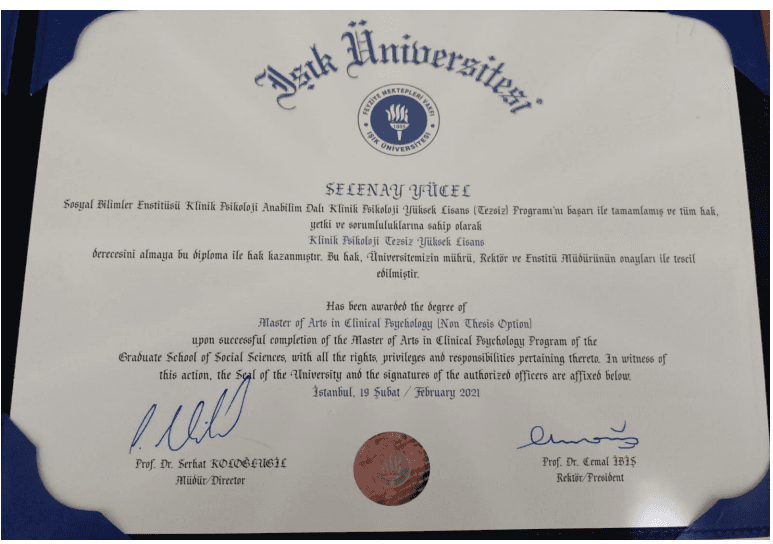 Işık Üniversitesi
FEYZİYE MEKTEPLERİ VAKFI
1885
IŞIK ÜNİVERSİTESİ
SELENAY YÜCEL
Sosyal Bilimler Enstitüsü Klinik Psikoloji Anabilim Dalı Klinik Psikoloji Yüksek Lisans (Tezsiz) Programı'nı başarı ile tamamlamış ve tüm hak,
yetki ve sorumluluklarına sahip olarak
Klinik Psikoloji Tezsiz Yüksek Lisans
derecesini almaya bu diploma ile hak kazanmıştır. Bu hak, Üniversitemizin mührü, Rektör ve Enstitü Müdürünün onayları ile tescil
edilmiştir.
Has been awarded the degree of
Master of Arts in Clinical Psychology (Non Thesis Option)
upon successful completion of the Master of Arts in Clinical Psychology Program of the
Graduate School of Social Sciences, with all the rights, privileges and responsibilities pertaining thereto. In witness of
this action, the Seal of the University and the signatures of the authorized officers are affixed below.
İstanbul, 19 Şubat / February 2021
Prof. Dr. Serhat KOLOĞLUGİL
Müdür/Director
Prof. Dr. Cemal İBİŞ
Rektör/President